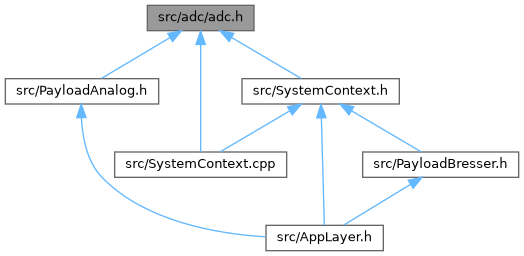 src/adc/adc.h
src/PayloadAnalog.h
src/SystemContext.h
src/SystemContext.cpp
src/PayloadBresser.h
src/AppLayer.h